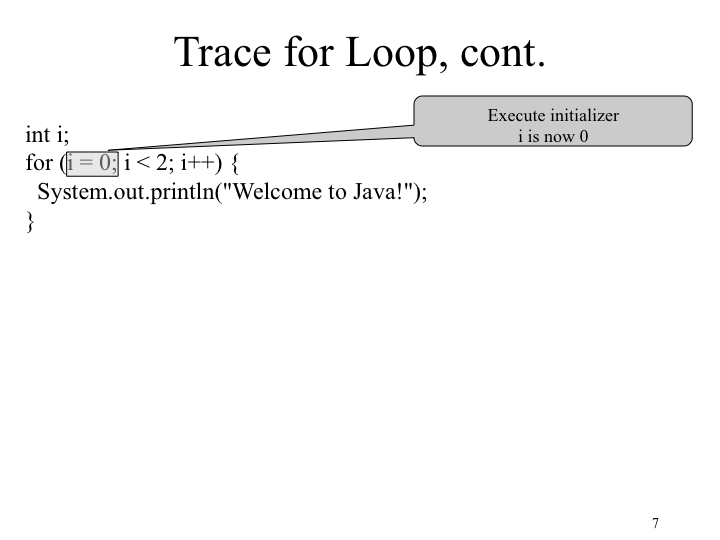 Trace for Loop, cont.
Execute initializer
i is now 0
int i;
for (i = 0; i < 2; i++) {
  System.out.println("Welcome to Java!");
}
7